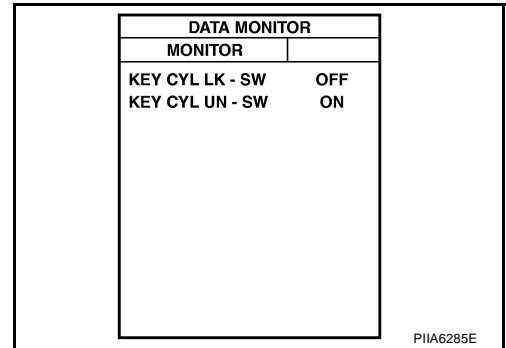 DATA MONITOR
MONITOR
KEY CYL LK - SW OFF
KEY CYL UN - SW ON
PIIA6285E